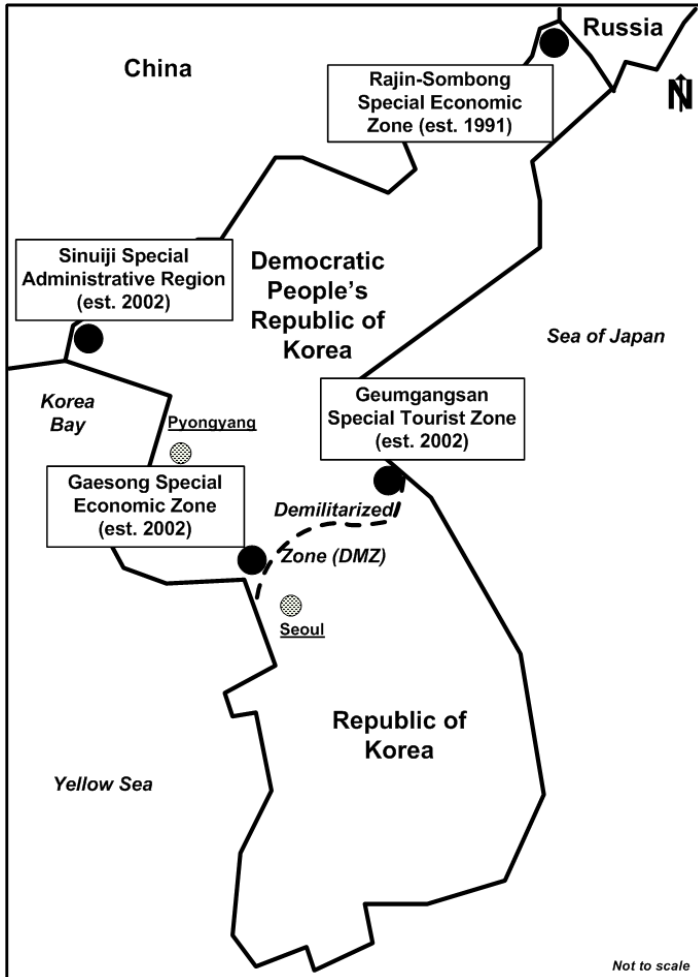 Russia
China
N
Rajin-Sombong
Special Economic
Zone (est. 1991)
Sinuiji Special
Administrative Region
(est. 2002)
Democratic
People’s
Republic of
Korea
Sea of Japan
Korea
Bay
Pyongyang
Geumgangsan
Special Tourist Zone
(est. 2002)
Gaesong Special
Economic Zone
(est. 2002)
Demilitarized
Zone (DMZ)
Seoul
Republic of
Korea
Yellow Sea
Not to scale